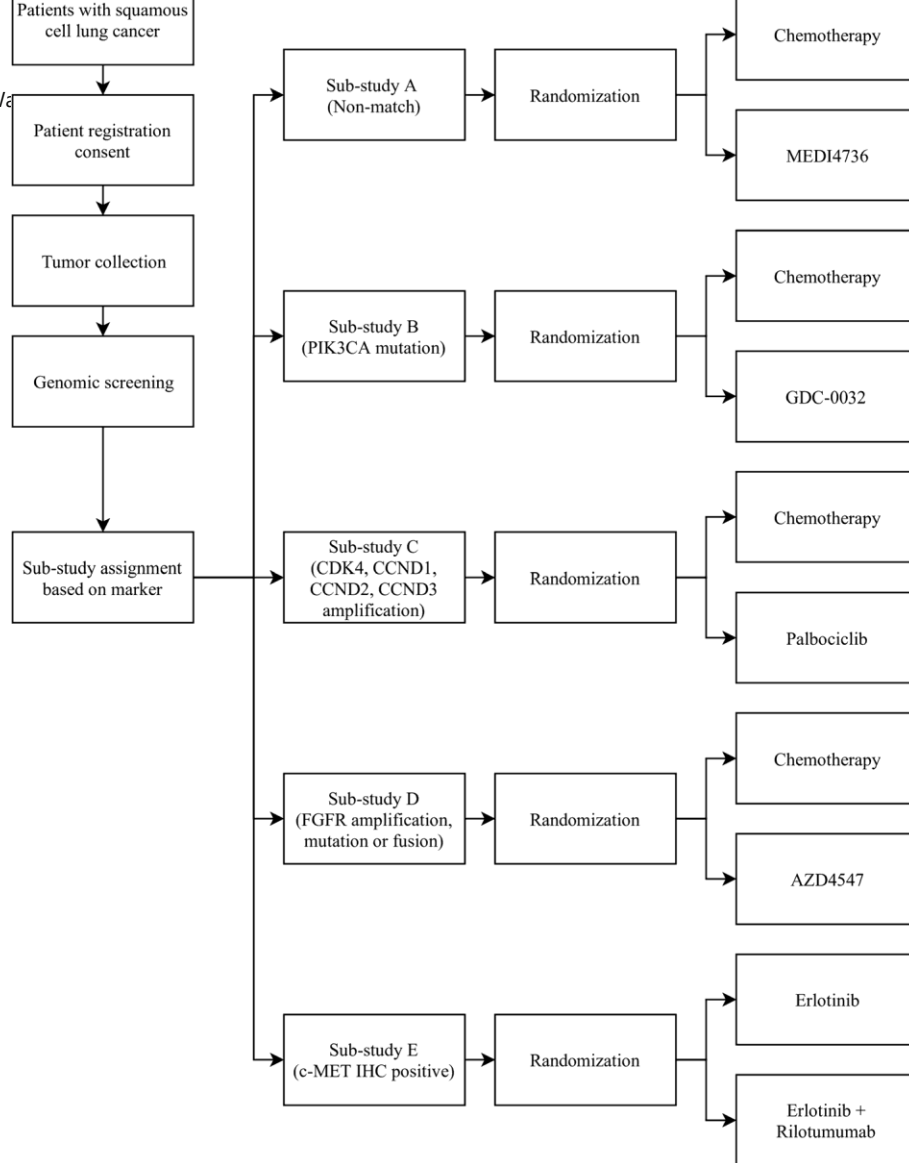 Patients with squamous
cell lung cancer
Patient registration
consent
Tumor collection
Genomic screening
Sub-study assignment
based on marker
Sub-study A
(Non-match)
Randomization
Chemotherapy
MEDI4736
Sub-study B
(PIK3CA mutation)
Randomization
Chemotherapy
GDC-0032
Sub-study C
(CDK4, CCND1,
CCND2, CCND3
amplification)
Randomization
Chemotherapy
Palbociclib
Sub-study D
(FGFR amplification,
mutation or fusion)
Randomization
Chemotherapy
AZD4547
Sub-study E
(c-MET IHC positive)
Randomization
Erlotinib
Erlotinib +
Rilotumumab